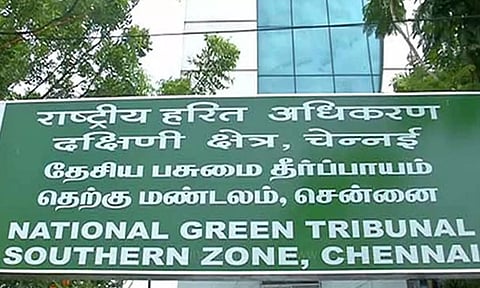 राष्ट्रीय हरित अधिकरण
दक्षिणी क्षेत्र, चेन्नई
தேசிய பசுமை தீர்ப்பாயம்
தெற்கு மண்டலம், சென்னை
NATIONAL GREEN TRIBUNAL
SOUTHERN ZONE, CHENNAI